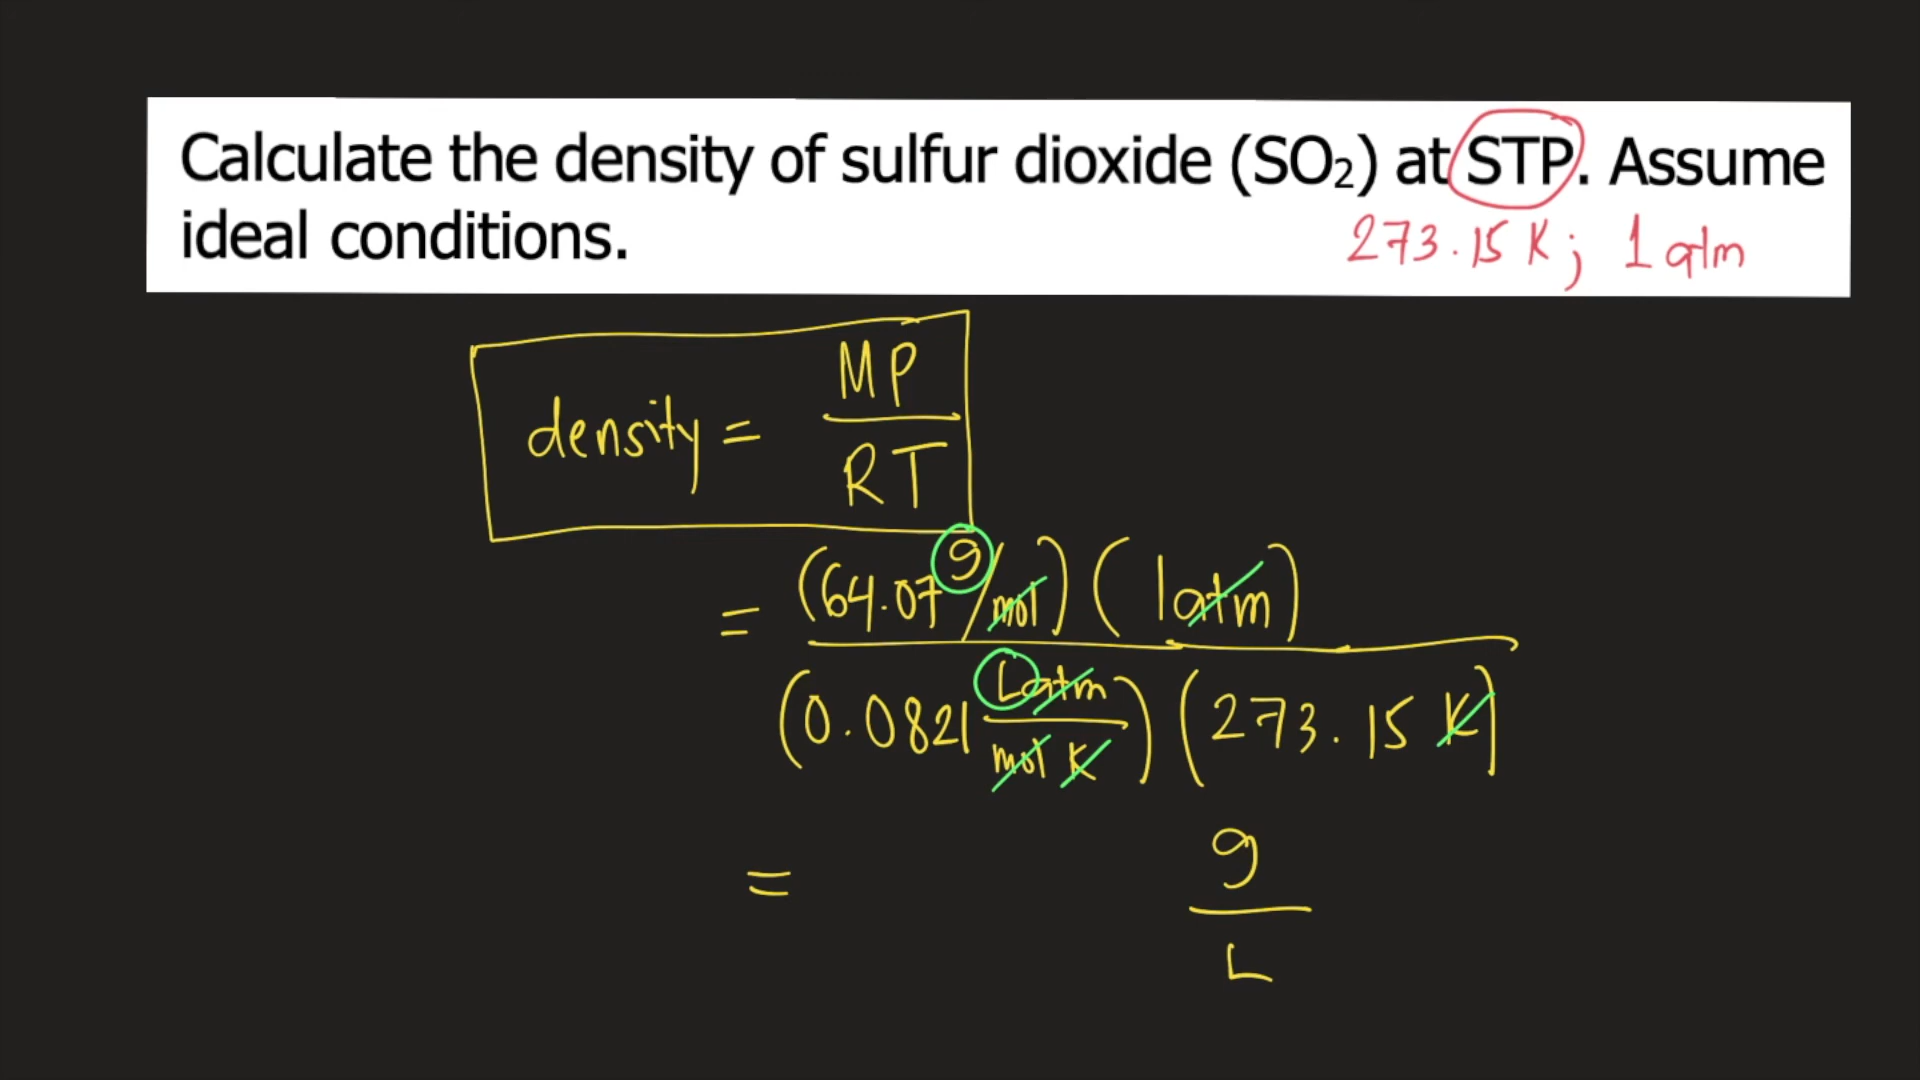 Calculate the density of sulfur dioxide (SO₂) at STP. Assume
ideal conditions.
273.15 K; 1 atm
density = MP / RT
= (64.07 g/mol) (1 atm)
(0.0821 L atm / mol K) (273.15 K)
= g / L